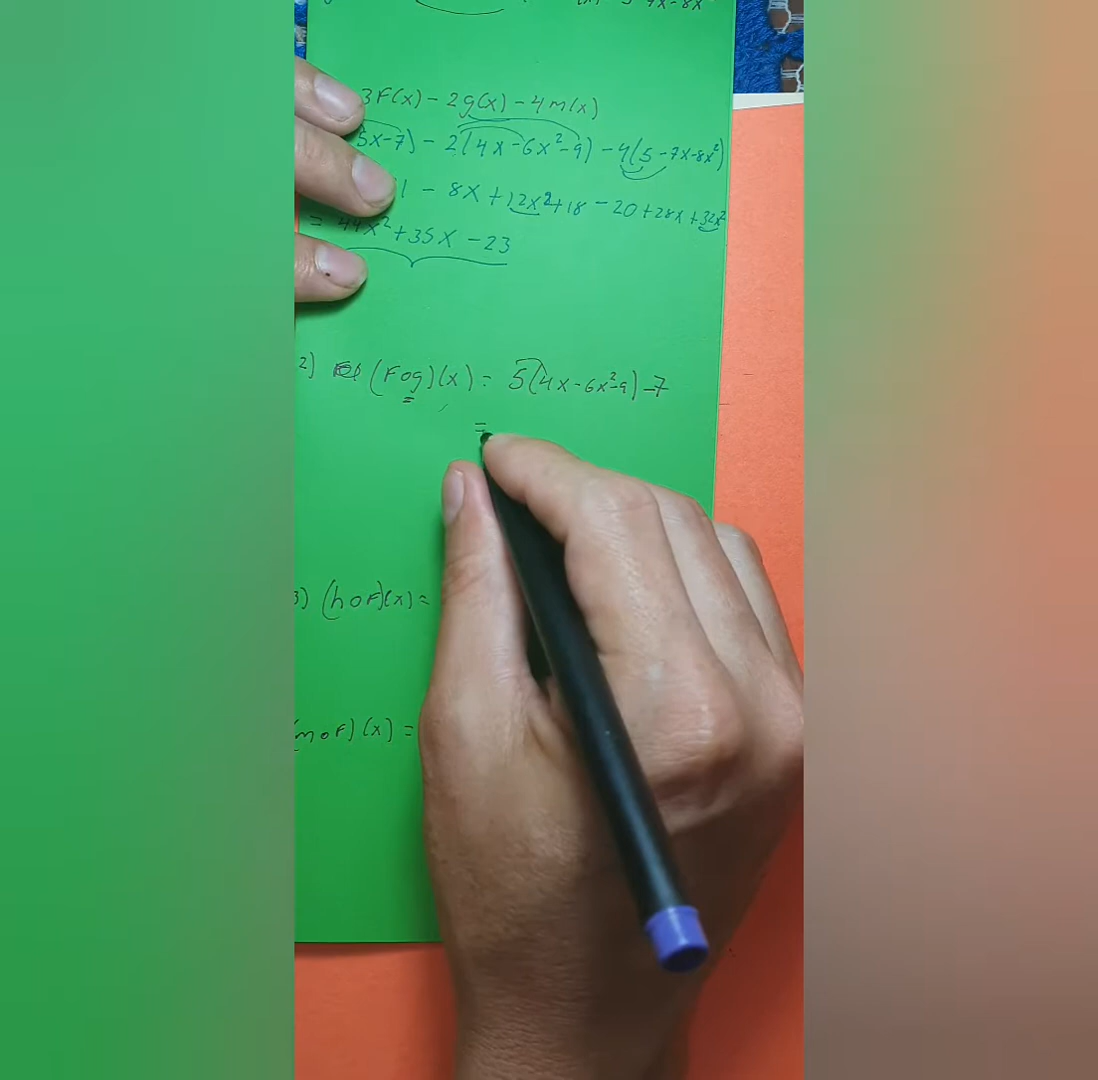 3F(x) - 2g(x) - 4m(x)
5x-7) - 2(4x - 6x²-9) - 4(5-7x-8x²)
1 - 8x + 12x²+18 - 20 + 28x + 32x²
= 44x² + 35x - 23
2) (Fog)(x) = 5(4x-6x²-9)-7
=
3) (hoF)(x) =
(moF)(x) =